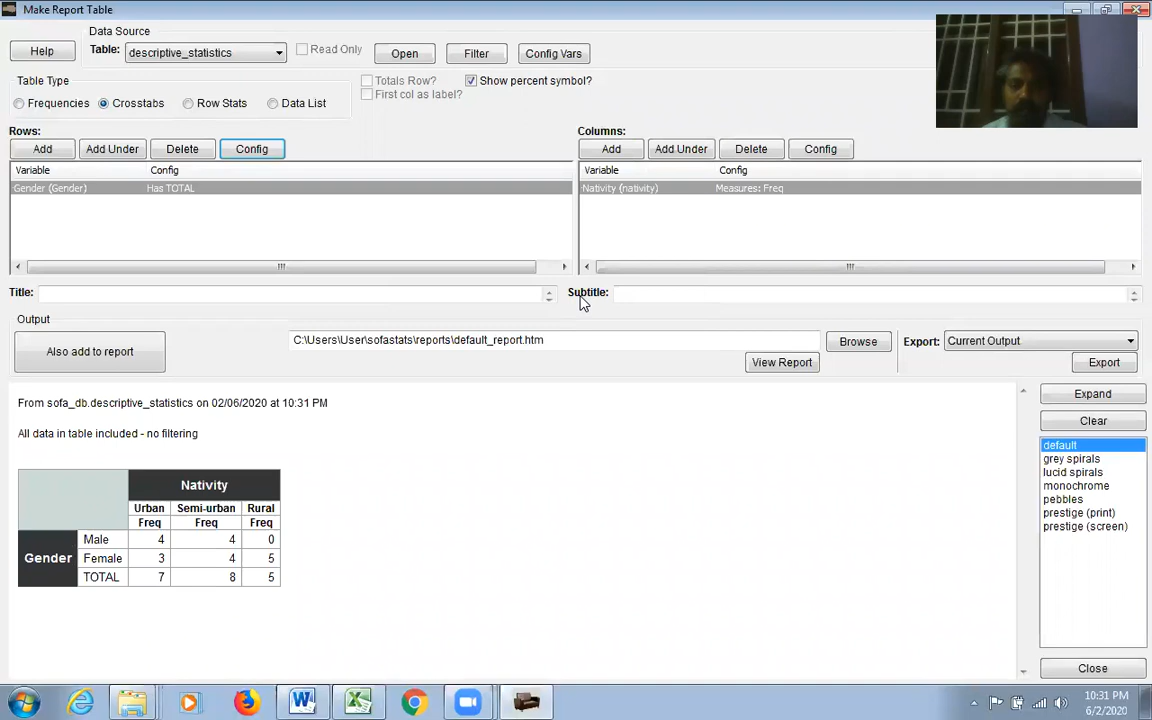 Make Report Table
Data Source
Help
Table:
descriptive_statistics
Read Only
Open
Filter
Config Vars
Table Type
Frequencies
Crosstabs
Row Stats
Data List
Totals Row?
First col as label?
Show percent symbol?
Rows:
Add
Add Under
Delete
Config
Variable
Config
Gender (Gender)
Has TOTAL
Columns:
Add
Add Under
Delete
Config
Variable
Config
Nativity (nativity)
Measures: Freq
Title:
Subtitle:
Output
Also add to report
C:\Users\User\sofastats\reports\default_report.htm
Browse
View Report
Export:
Current Output
Export
From sofa_db.descriptive_statistics on 02/06/2020 at 10:31 PM
All data in table included - no filtering
Nativity
Urban Semi-urban Rural
Freq Freq Freq
Male 4 4 0
Gender Female 3 4 5
TOTAL 7 8 5
Expand
Clear
default
grey spirals
lucid spirals
monochrome
pebbles
prestige (print)
prestige (screen)
Close
10:31 PM
6/2/2020